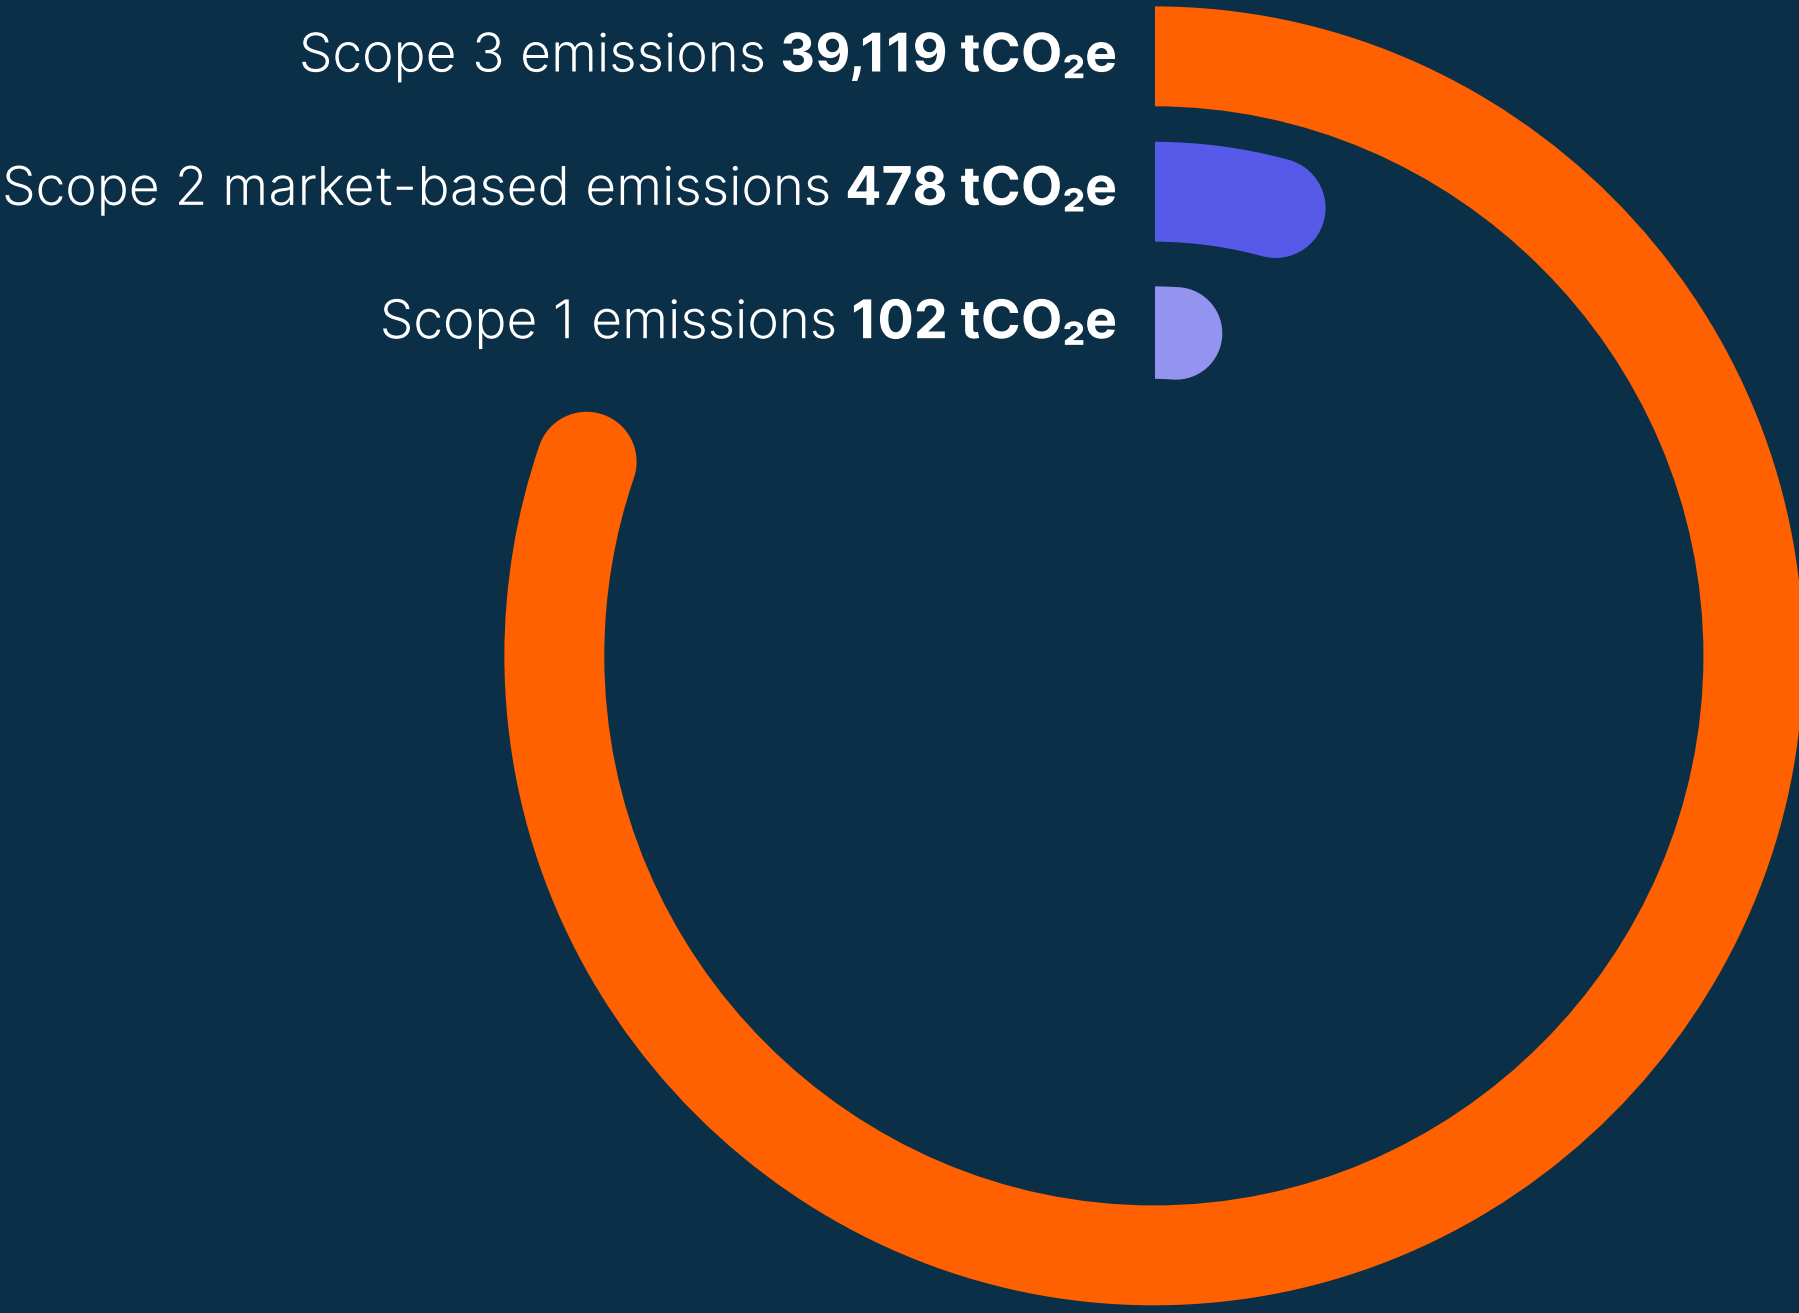 Scope 3 emissions 39,119 tCO₂e
Scope 2 market-based emissions 478 tCO₂e
Scope 1 emissions 102 tCO₂e